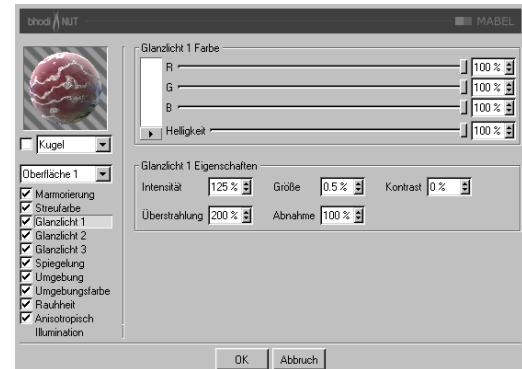 bhodi NUT
MABEL
Kugel
Oberfläche 1
Marmorierung
Streufarbe
Glanzlicht 1
Glanzlicht 2
Glanzlicht 3
Spiegelung
Umgebung
Umgebungsfarbe
Rauhheit
Anisotropisch
Illumination
Glanzlicht 1 Farbe
R 100 %
G 100 %
B 100 %
Helligkeit 100 %
Glanzlicht 1 Eigenschaften
Intensität 125 % Größe 0.5 % Kontrast 0 %
Überstrahlung 200 % Abnahme 100 %
OK Abbruch